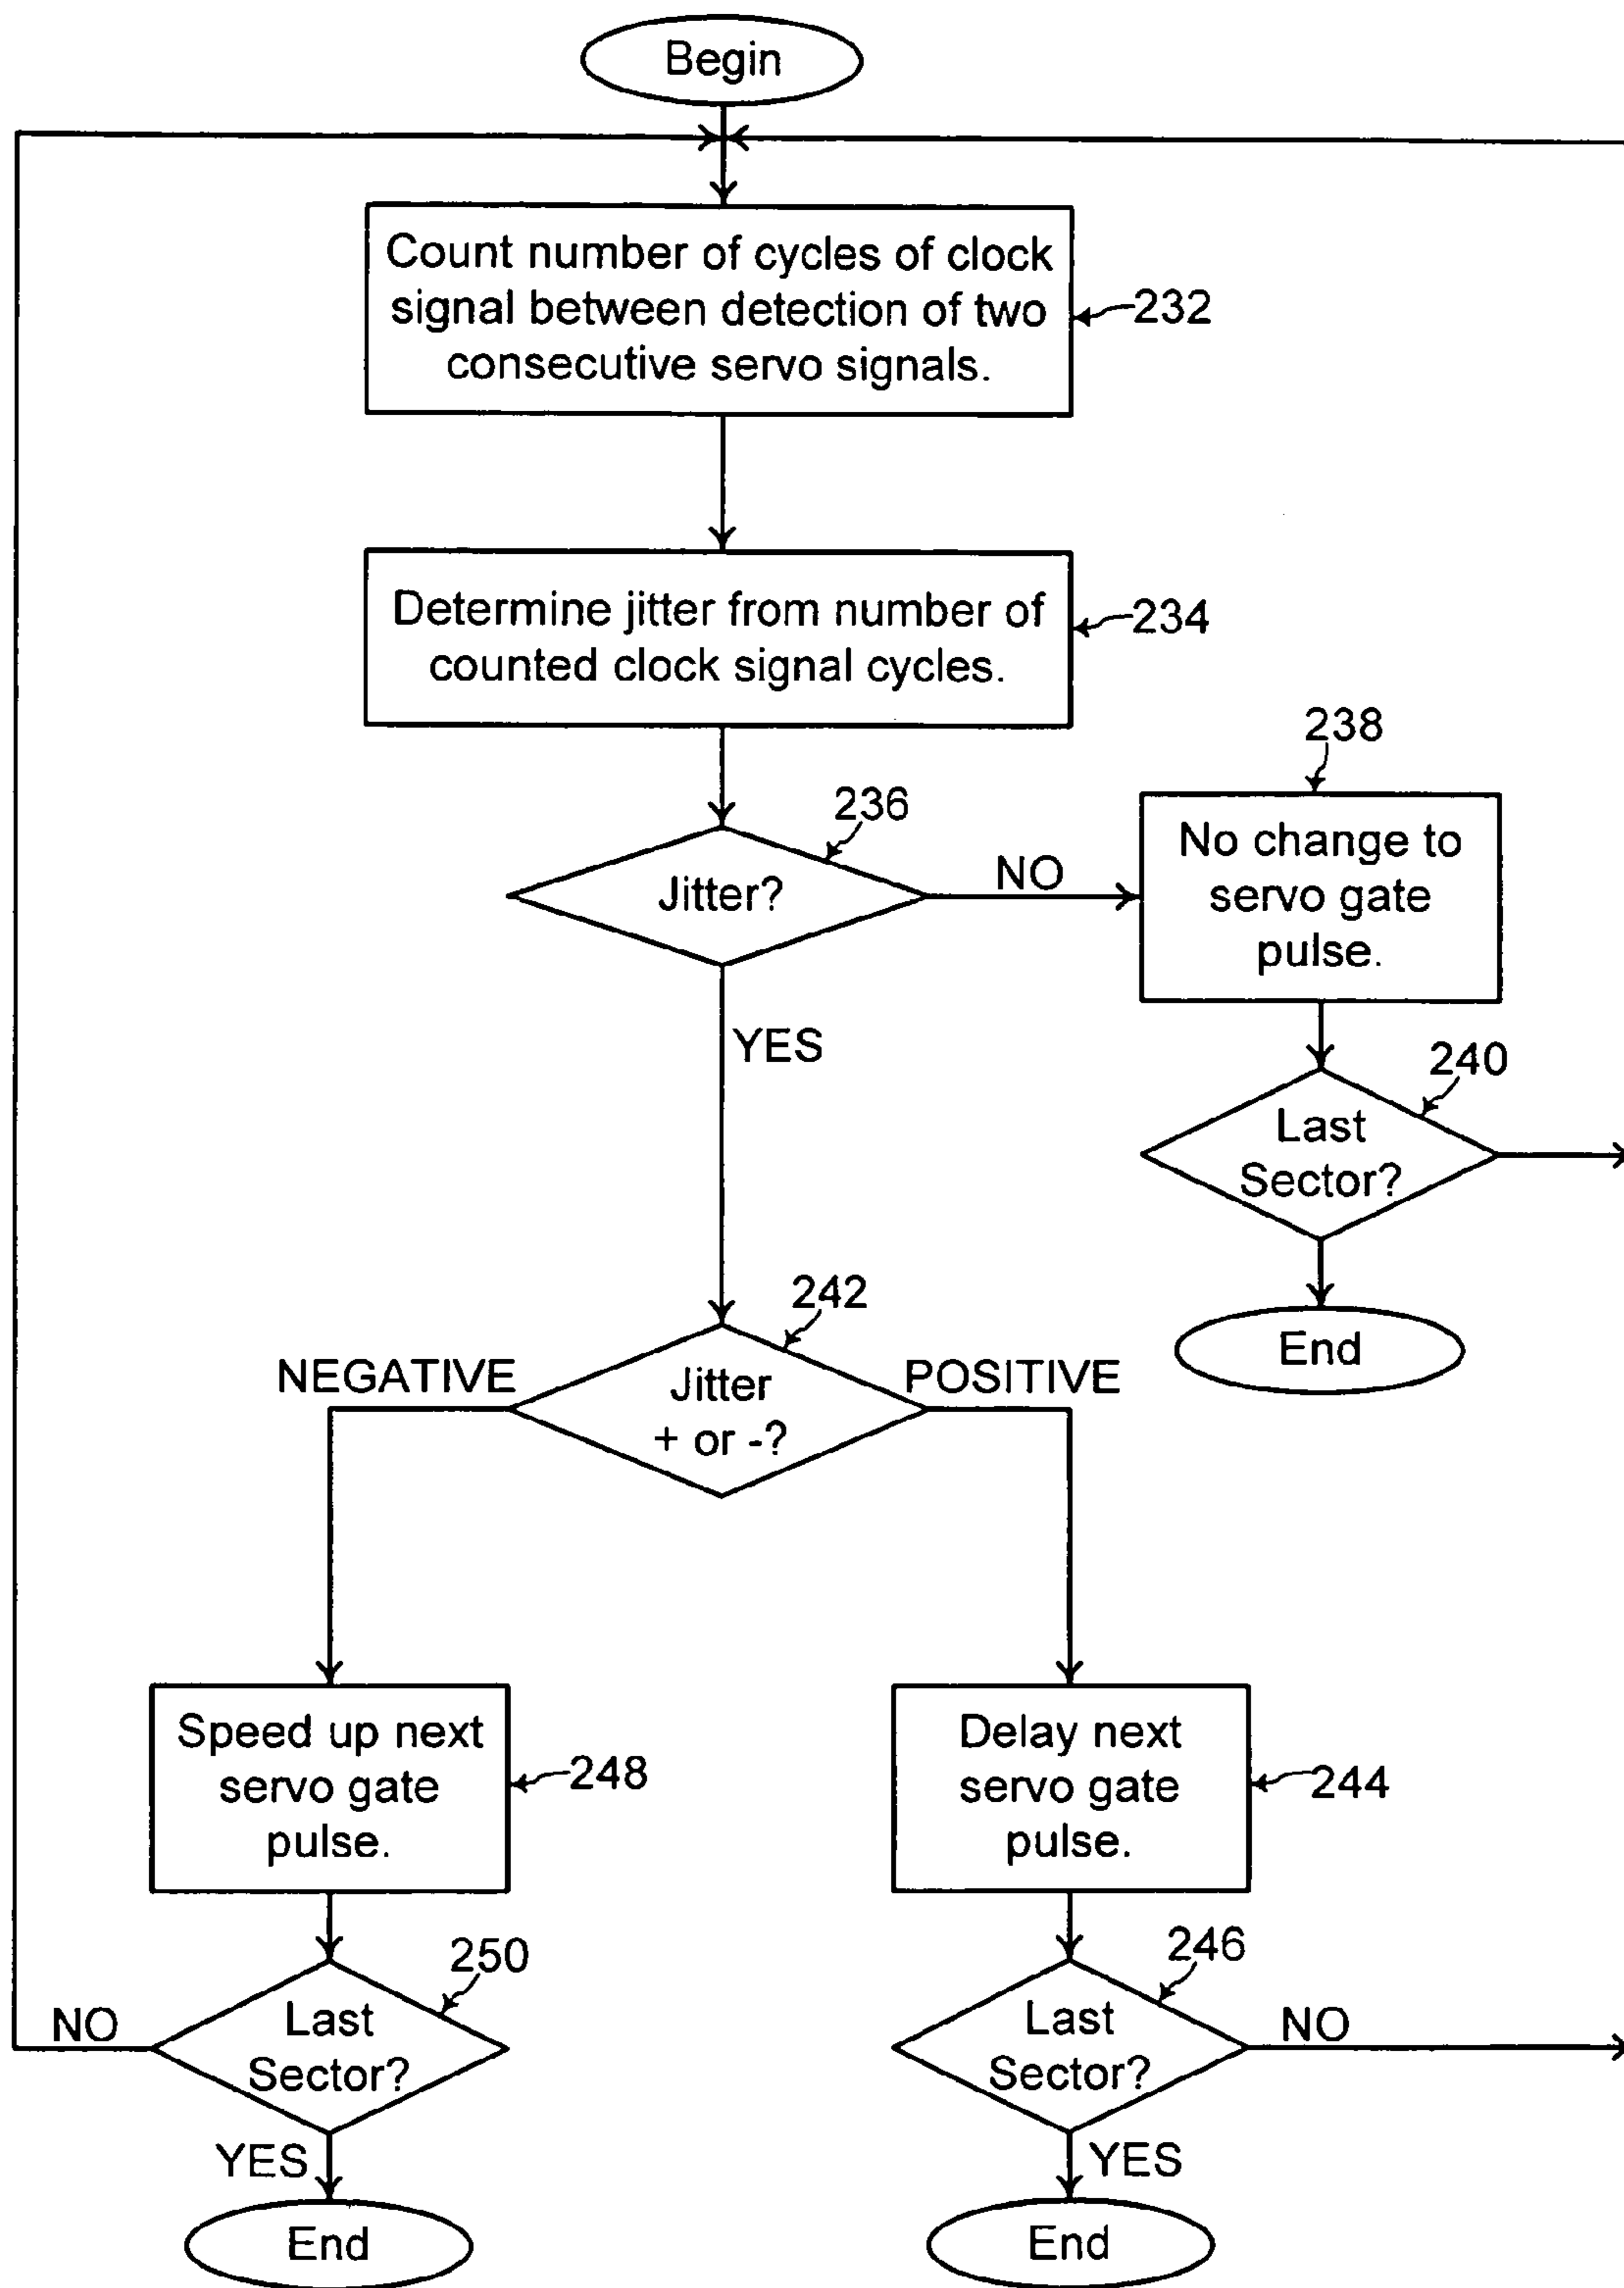 Begin
Count number of cycles of clock
signal between detection of two
consecutive servo signals.
232
Determine jitter from number of
counted clock signal cycles.
234
238
236
Jitter?
NO
No change to
servo gate
pulse.
YES
240
Last
Sector?
End
242
NEGATIVE
Jitter
+ or -?
POSITIVE
Speed up next
servo gate
pulse.
248
Delay next
servo gate
pulse.
244
250
Last
Sector?
NO
YES
End
246
Last
Sector?
NO
YES
End